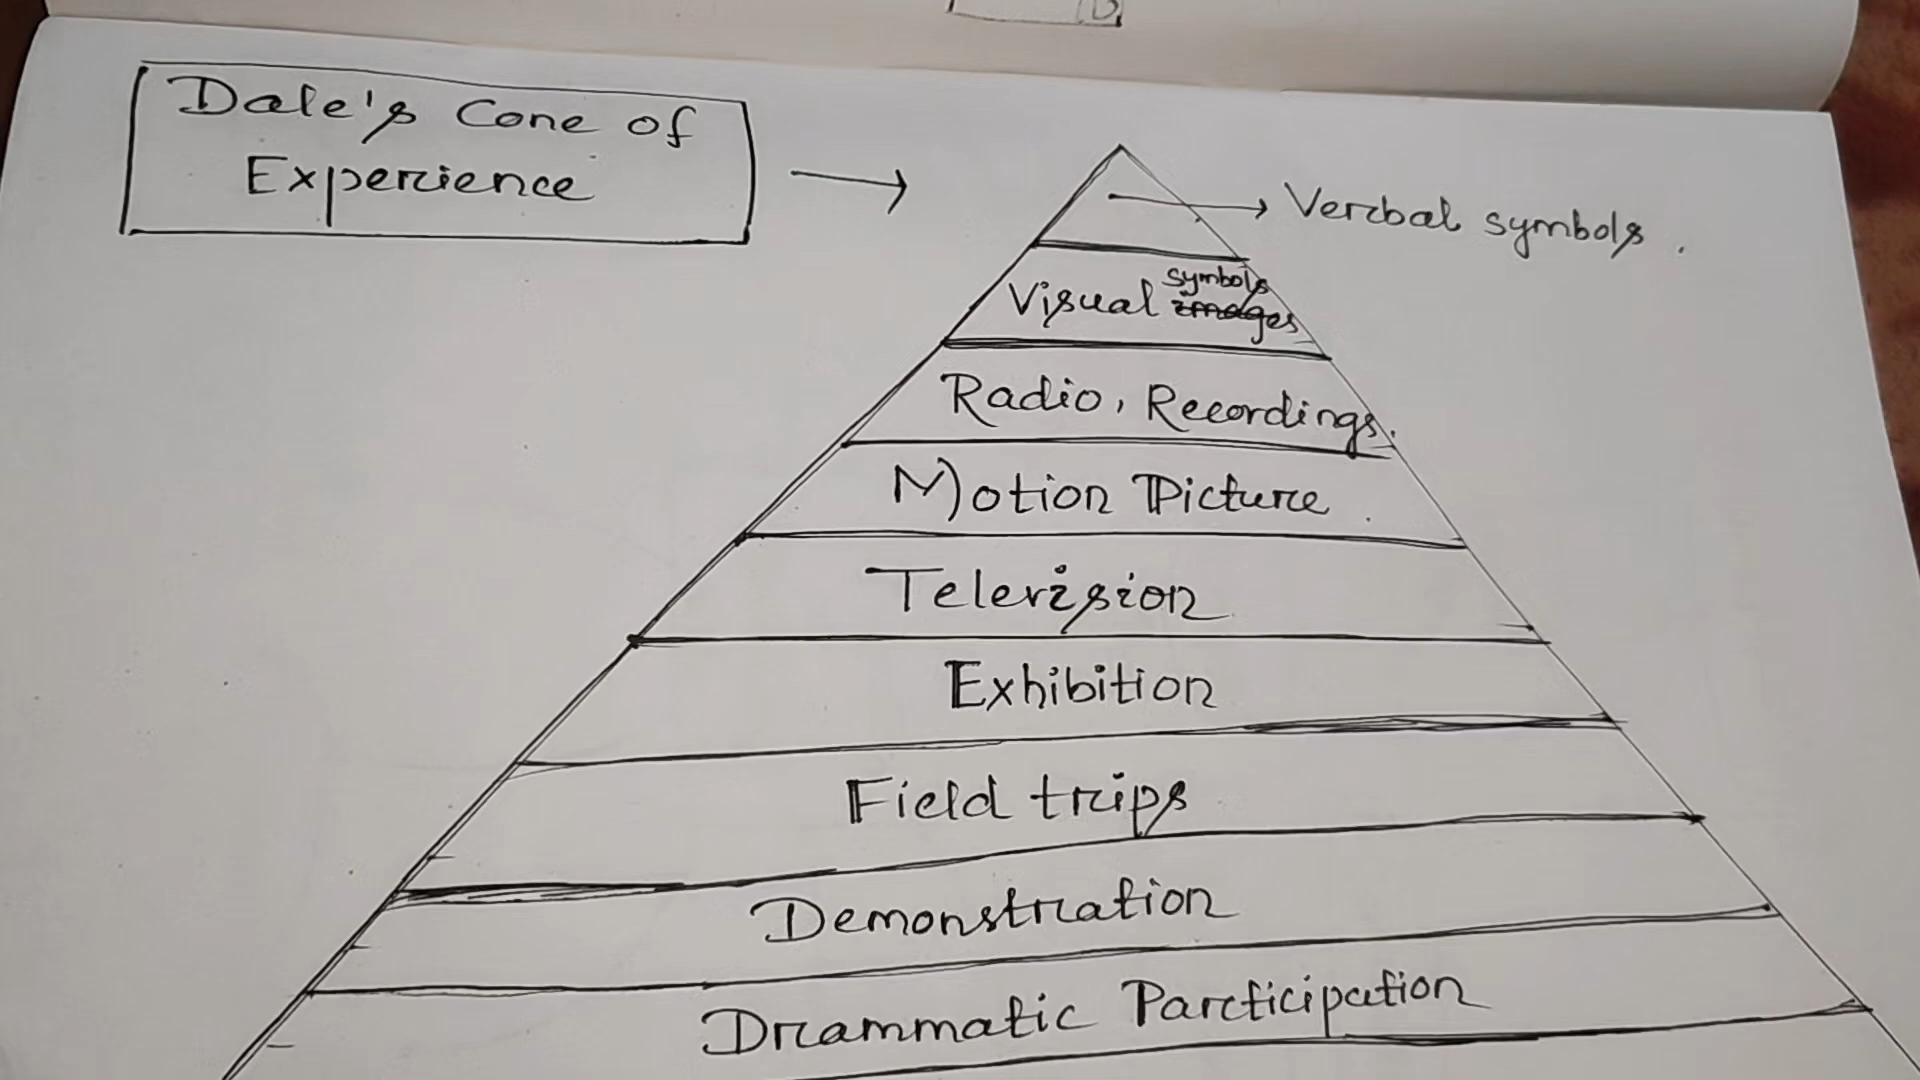 Dale's Cone of
Experience
Verbal symbols.
symbols
Visual images
Radio, Recordings.
Motion Picture
Television
Exhibition
Field trips
Demonstration
Drammatic Participation